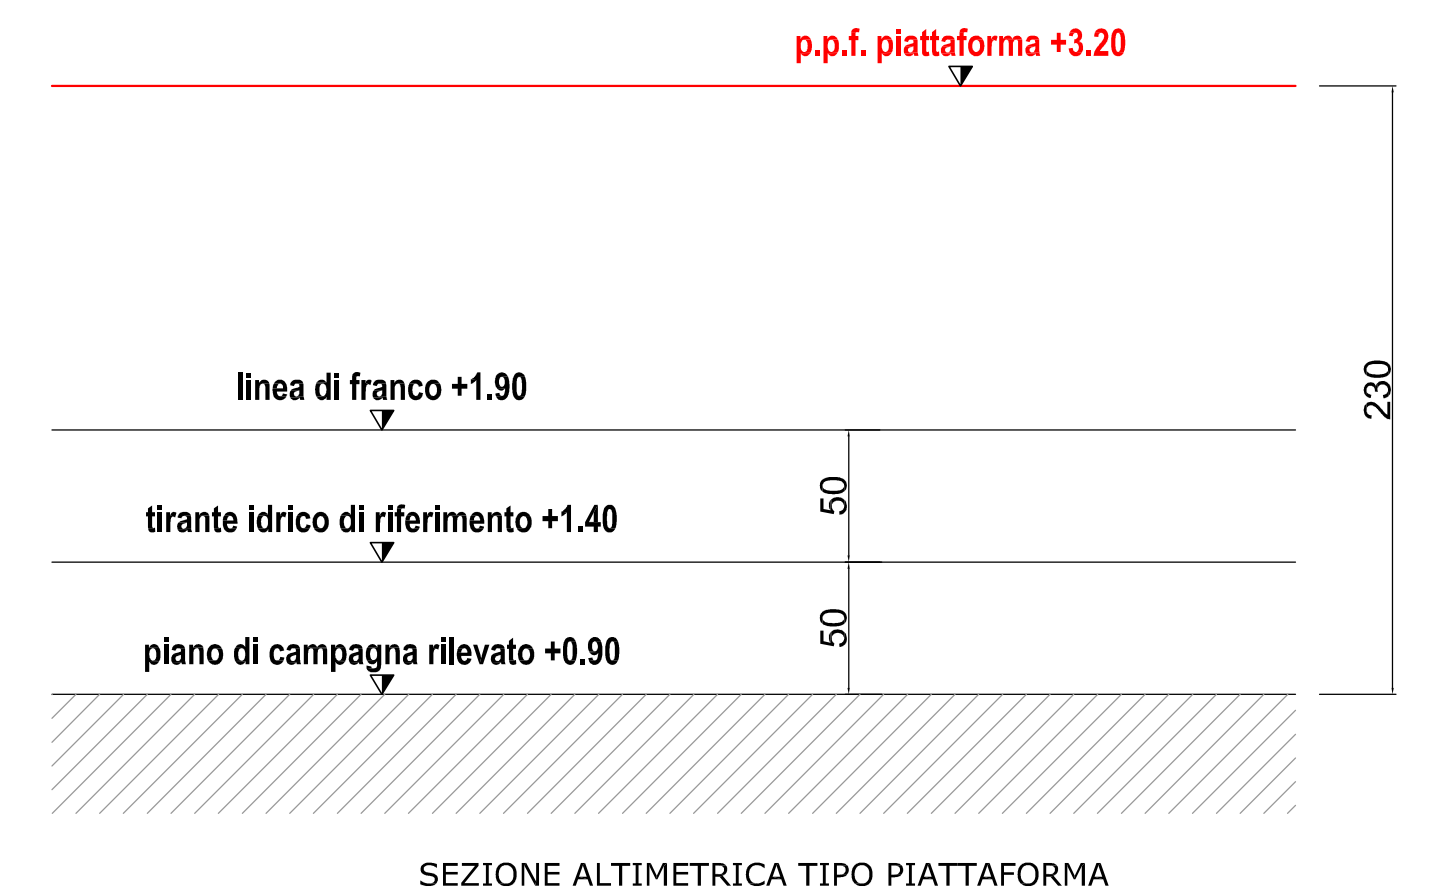 p.p.f. piattaforma +3.20
linea di franco +1.90
230
50
tirante idrico di riferimento +1.40
50
piano di campagna rilevato +0.90
SEZIONE ALTIMETRICA TIPO PIATTAFORMA